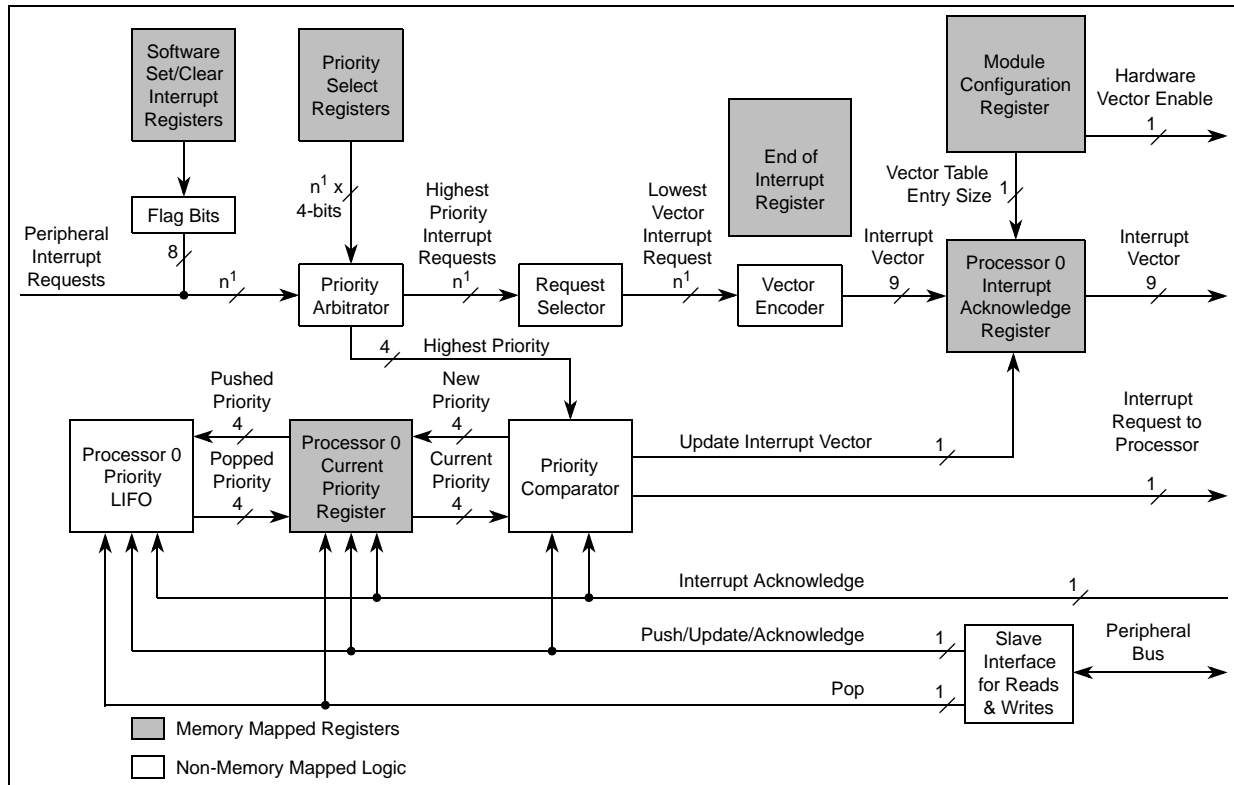 Software
Set/Clear
Interrupt
Registers
Priority
Select
Registers
Module
Configuration
Register
Hardware
Vector Enable
1
End of
Interrupt
Register
Vector Table
Entry Size
1
n¹ x
4-bits
Flag Bits
8
Peripheral
Interrupt
Requests
n¹
Priority
Arbitrator
Highest
Priority
Interrupt
Requests
n¹
Request
Selector
Lowest
Vector
Interrupt
Request
n¹
Vector
Encoder
Interrupt
Vector
9
Processor 0
Interrupt
Acknowledge
Register
Interrupt
Vector
9
4
Highest Priority
Pushed
Priority
4
New
Priority
4
Interrupt
Request to
Processor
1
Processor 0
Priority
LIFO
Popped
Priority
4
Processor 0
Current
Priority
Register
Current
Priority
4
Priority
Comparator
Update Interrupt Vector
1
Interrupt Acknowledge
1
Push/Update/Acknowledge
1
Slave
Interface
for Reads
& Writes
Peripheral
Bus
Pop
1
Memory Mapped Registers
Non-Memory Mapped Logic